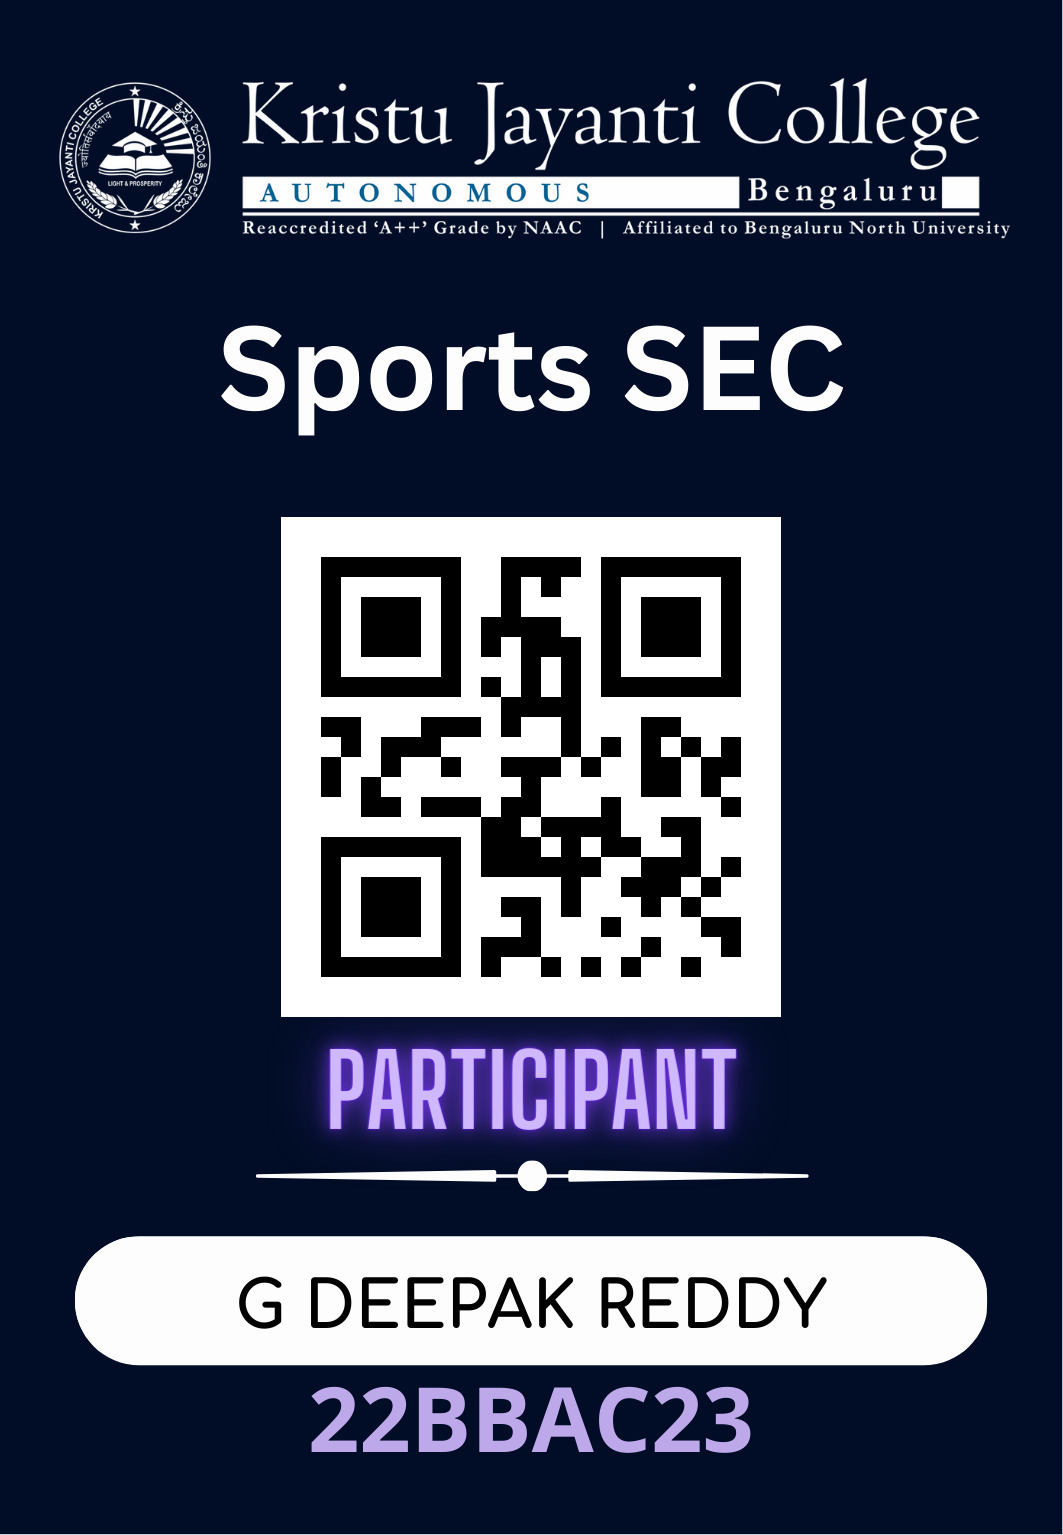 KRISTU JAYANTI COLLEGE
ज्योतिसंवादयाय
LIGHT & PROSPERITY
Kristu Jayanti College
AUTONOMOUS Bengaluru
Reaccredited ‘A++’ Grade by NAAC | Affiliated to Bengaluru North University
Sports SEC
PARTICIPANT
G DEEPAK REDDY
22BBAC23